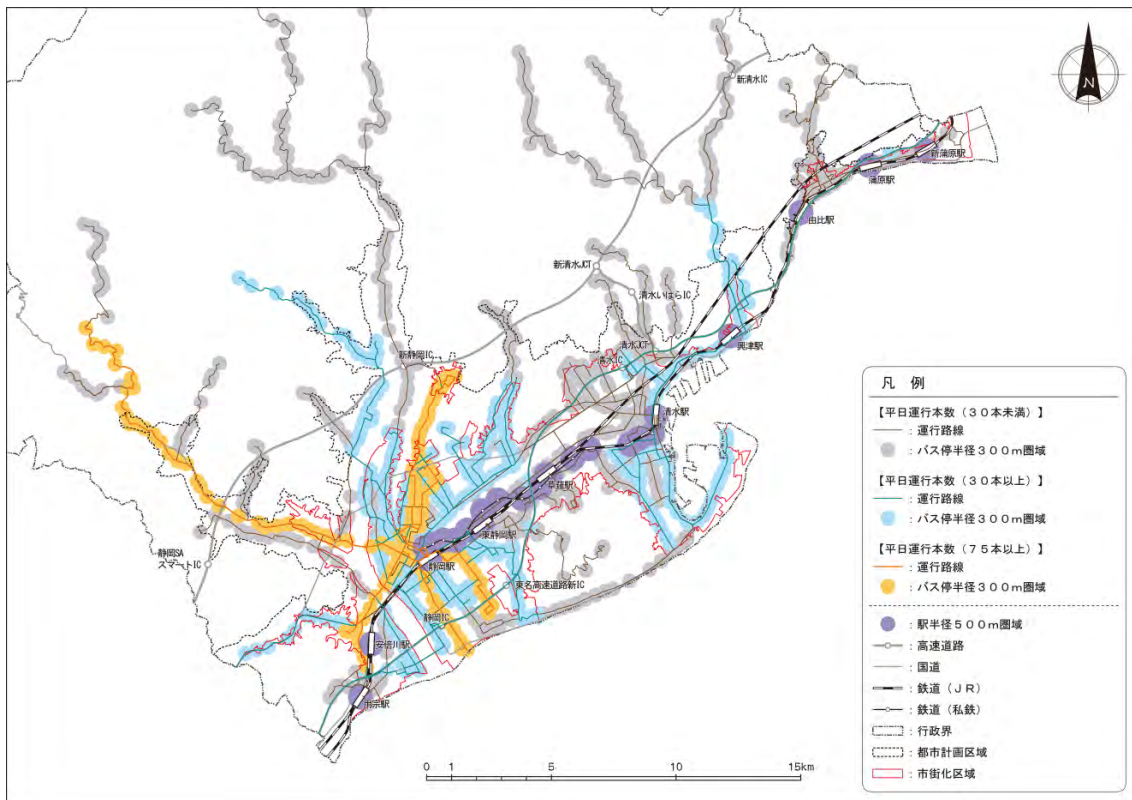 N
新清水IC
新蒲原駅
蒲原駅
由比駅
新清水JCT
清水いはらIC
清水JCT
清水IC
興津駅
新静岡IC
清水駅
草薙駅
東静岡駅
静岡駅
静岡SA
スマートIC
東名高速道路新IC
静岡IC
安倍川駅
用宗駅
0 1 5 10 15km
凡 例
【平日運行本数(30本未満)】
:運行路線
:バス停半径300m圏域
【平日運行本数(30本以上)】
:運行路線
:バス停半径300m圏域
【平日運行本数(75本以上)】
:運行路線
:バス停半径300m圏域
:駅半径500m圏域
:高速道路
:国道
:鉄道(JR)
:鉄道(私鉄)
:行政界
:都市計画区域
:市街化区域